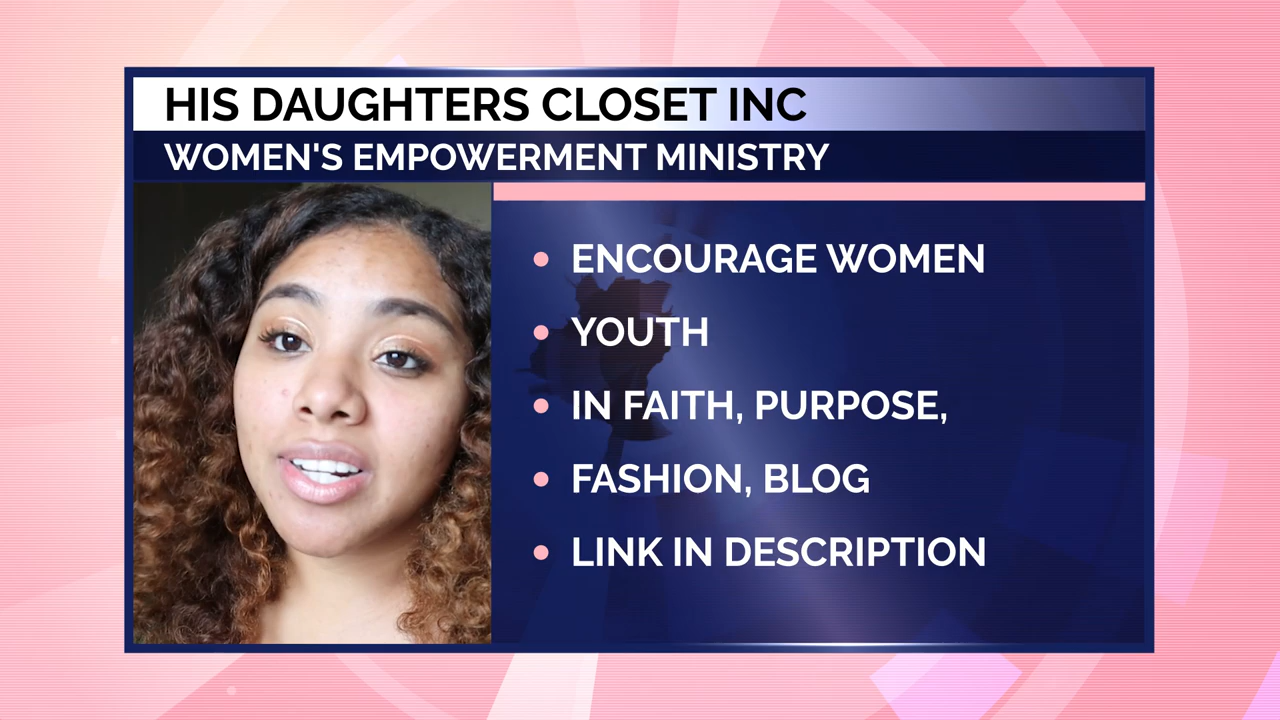 HIS DAUGHTERS CLOSET INC
WOMEN'S EMPOWERMENT MINISTRY
• ENCOURAGE WOMEN
• YOUTH
• IN FAITH, PURPOSE,
• FASHION, BLOG
• LINK IN DESCRIPTION